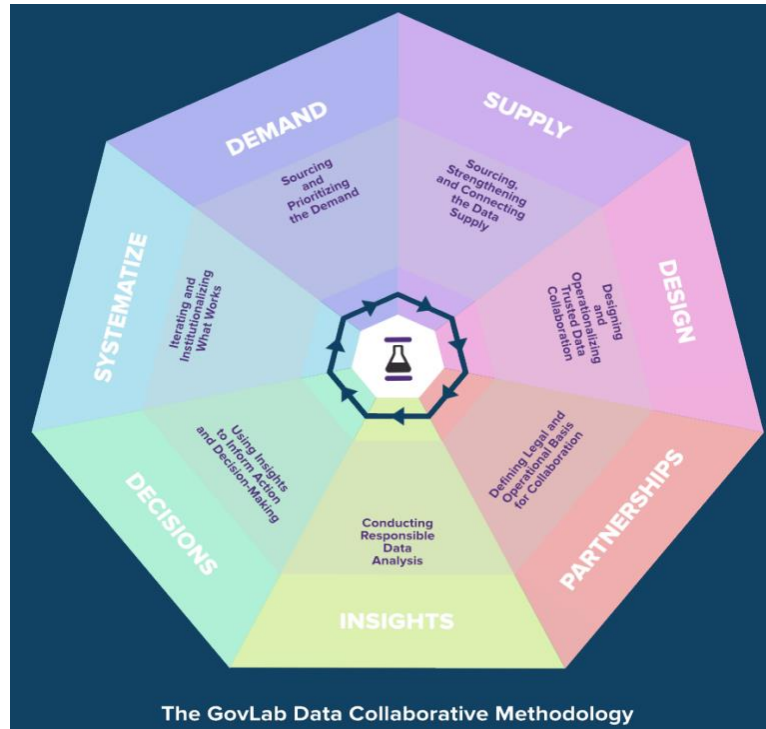 DEMAND
Sourcing
and
Prioritizing
the Demand
SUPPLY
Sourcing,
Strengthening
and Connecting
the Data
Supply
DESIGN
Designing
and
Operationalizing
Trusted Data
Collaboration
PARTNERSHIPS
Defining Legal and
Operational Basis
for Collaboration
INSIGHTS
Conducting
Responsible
Data
Analysis
DECISIONS
Using Insights
to Inform Action
and Decision-Making
SYSTEMATIZE
Iterating and
Institutionalizing
What Works
The GovLab Data Collaborative Methodology